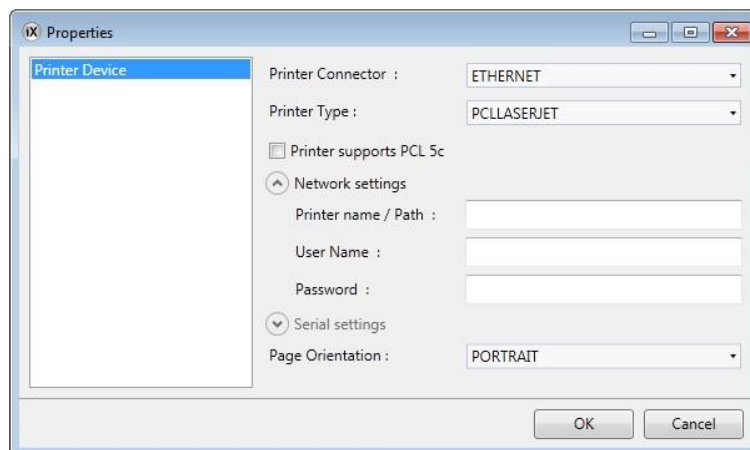 iX Properties
Printer Device
Printer Connector : ETHERNET
Printer Type : PCLLASERJET
Printer supports PCL 5c
Network settings
Printer name / Path :
User Name :
Password :
Serial settings
Page Orientation : PORTRAIT
OK Cancel